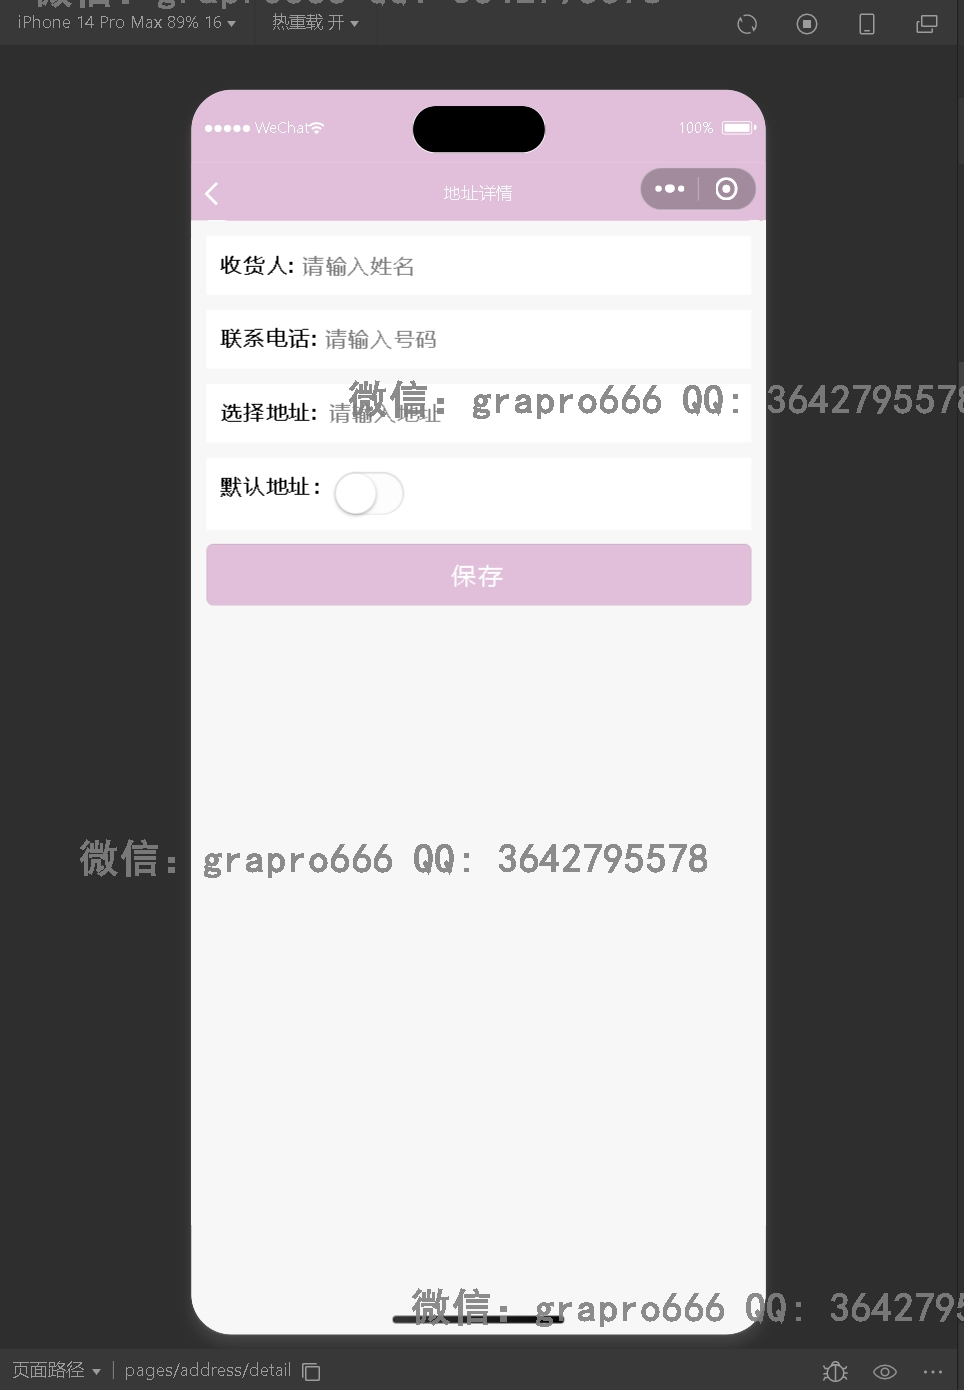 微信: grapro666 QQ: 3642795578
iPhone 14 Pro Max 89% 16 热重载 开
WeChat 100%
地址详情
收货人: 请输入姓名
联系电话: 请输入号码
微信: grapro666 QQ: 3642795578
选择地址: 请输入地址
默认地址:
保存
微信: grapro666 QQ: 3642795578
微信: grapro666 QQ: 3642795
页面路径 | pages/address/detail